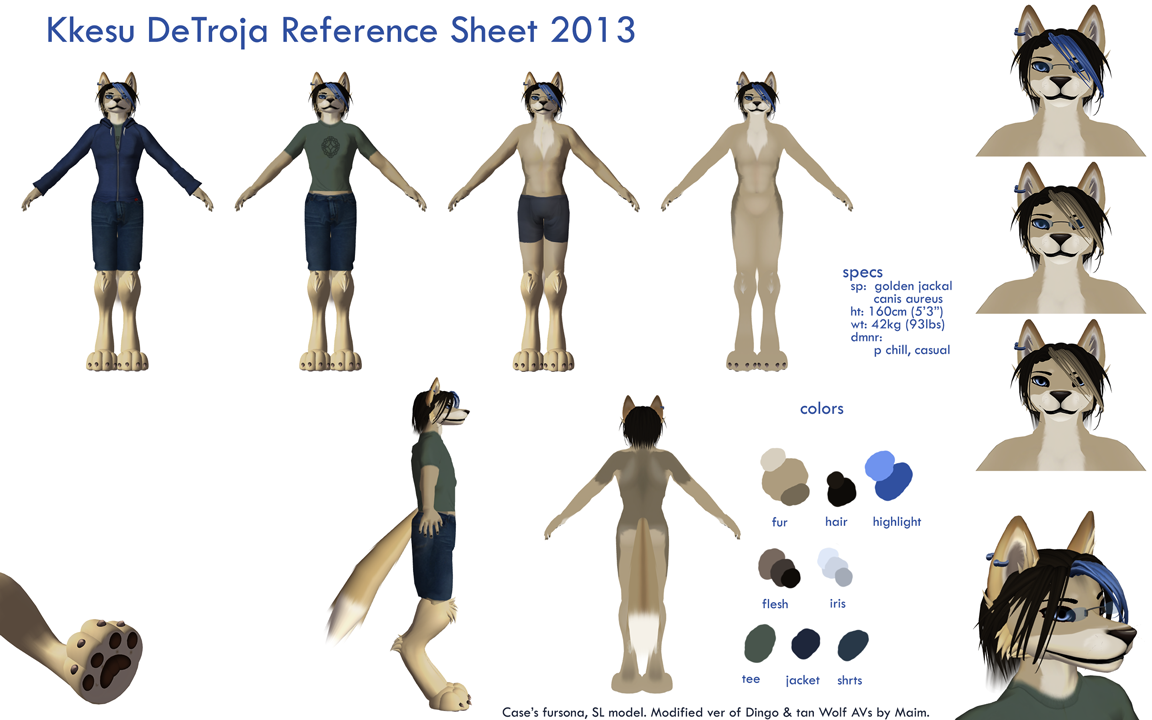 Kkesu DeTroja Reference Sheet 2013
specs
sp: golden jackal
canis aureus
ht: 160cm (5'3")
wt: 42kg (93lbs)
dmnr:
p chill, casual
colors
fur hair highlight
flesh iris
tee jacket shrts
Case's fursona, SL model. Modified ver of Dingo & tan Wolf AVs by Maim.